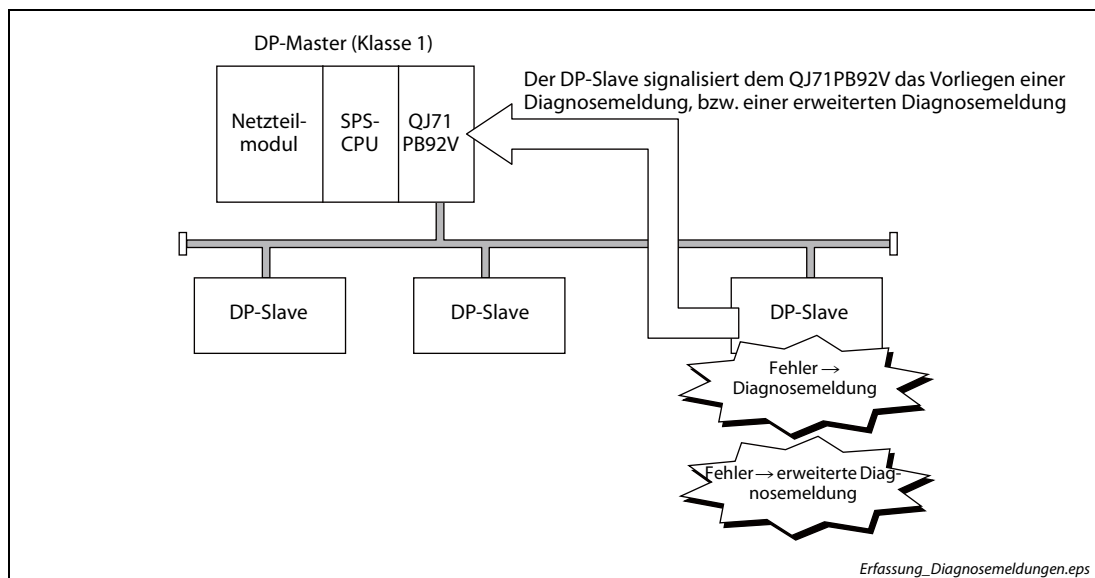 DP-Master (Klasse 1)
Der DP-Slave signalisiert dem QJ71PB92V das Vorliegen einer
Diagnosemeldung, bzw. einer erweiterten Diagnosemeldung
Netzteil-
modul
SPS-
CPU
QJ71
PB92V
DP-Slave
DP-Slave
DP-Slave
Fehler →
Diagnosemeldung
Fehler → erweiterte Diag-
nosemeldung
Erfassung_Diagnosemeldungen.eps